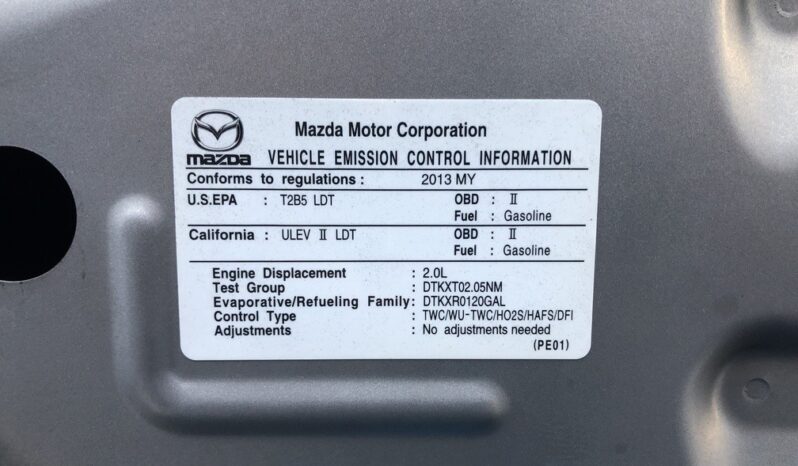 Mazda Motor Corporation
mazda VEHICLE EMISSION CONTROL INFORMATION
Conforms to regulations : 2013 MY
U.S.EPA : T2B5 LDT OBD : II
Fuel : Gasoline
California : ULEV II LDT OBD : II
Fuel : Gasoline
Engine Displacement : 2.0L
Test Group : DTKXT02.05NM
Evaporative/Refueling Family: DTKXR0120GAL
Control Type : TWC/WU-TWC/HO2S/HAFS/DFI
Adjustments : No adjustments needed
(PE01)